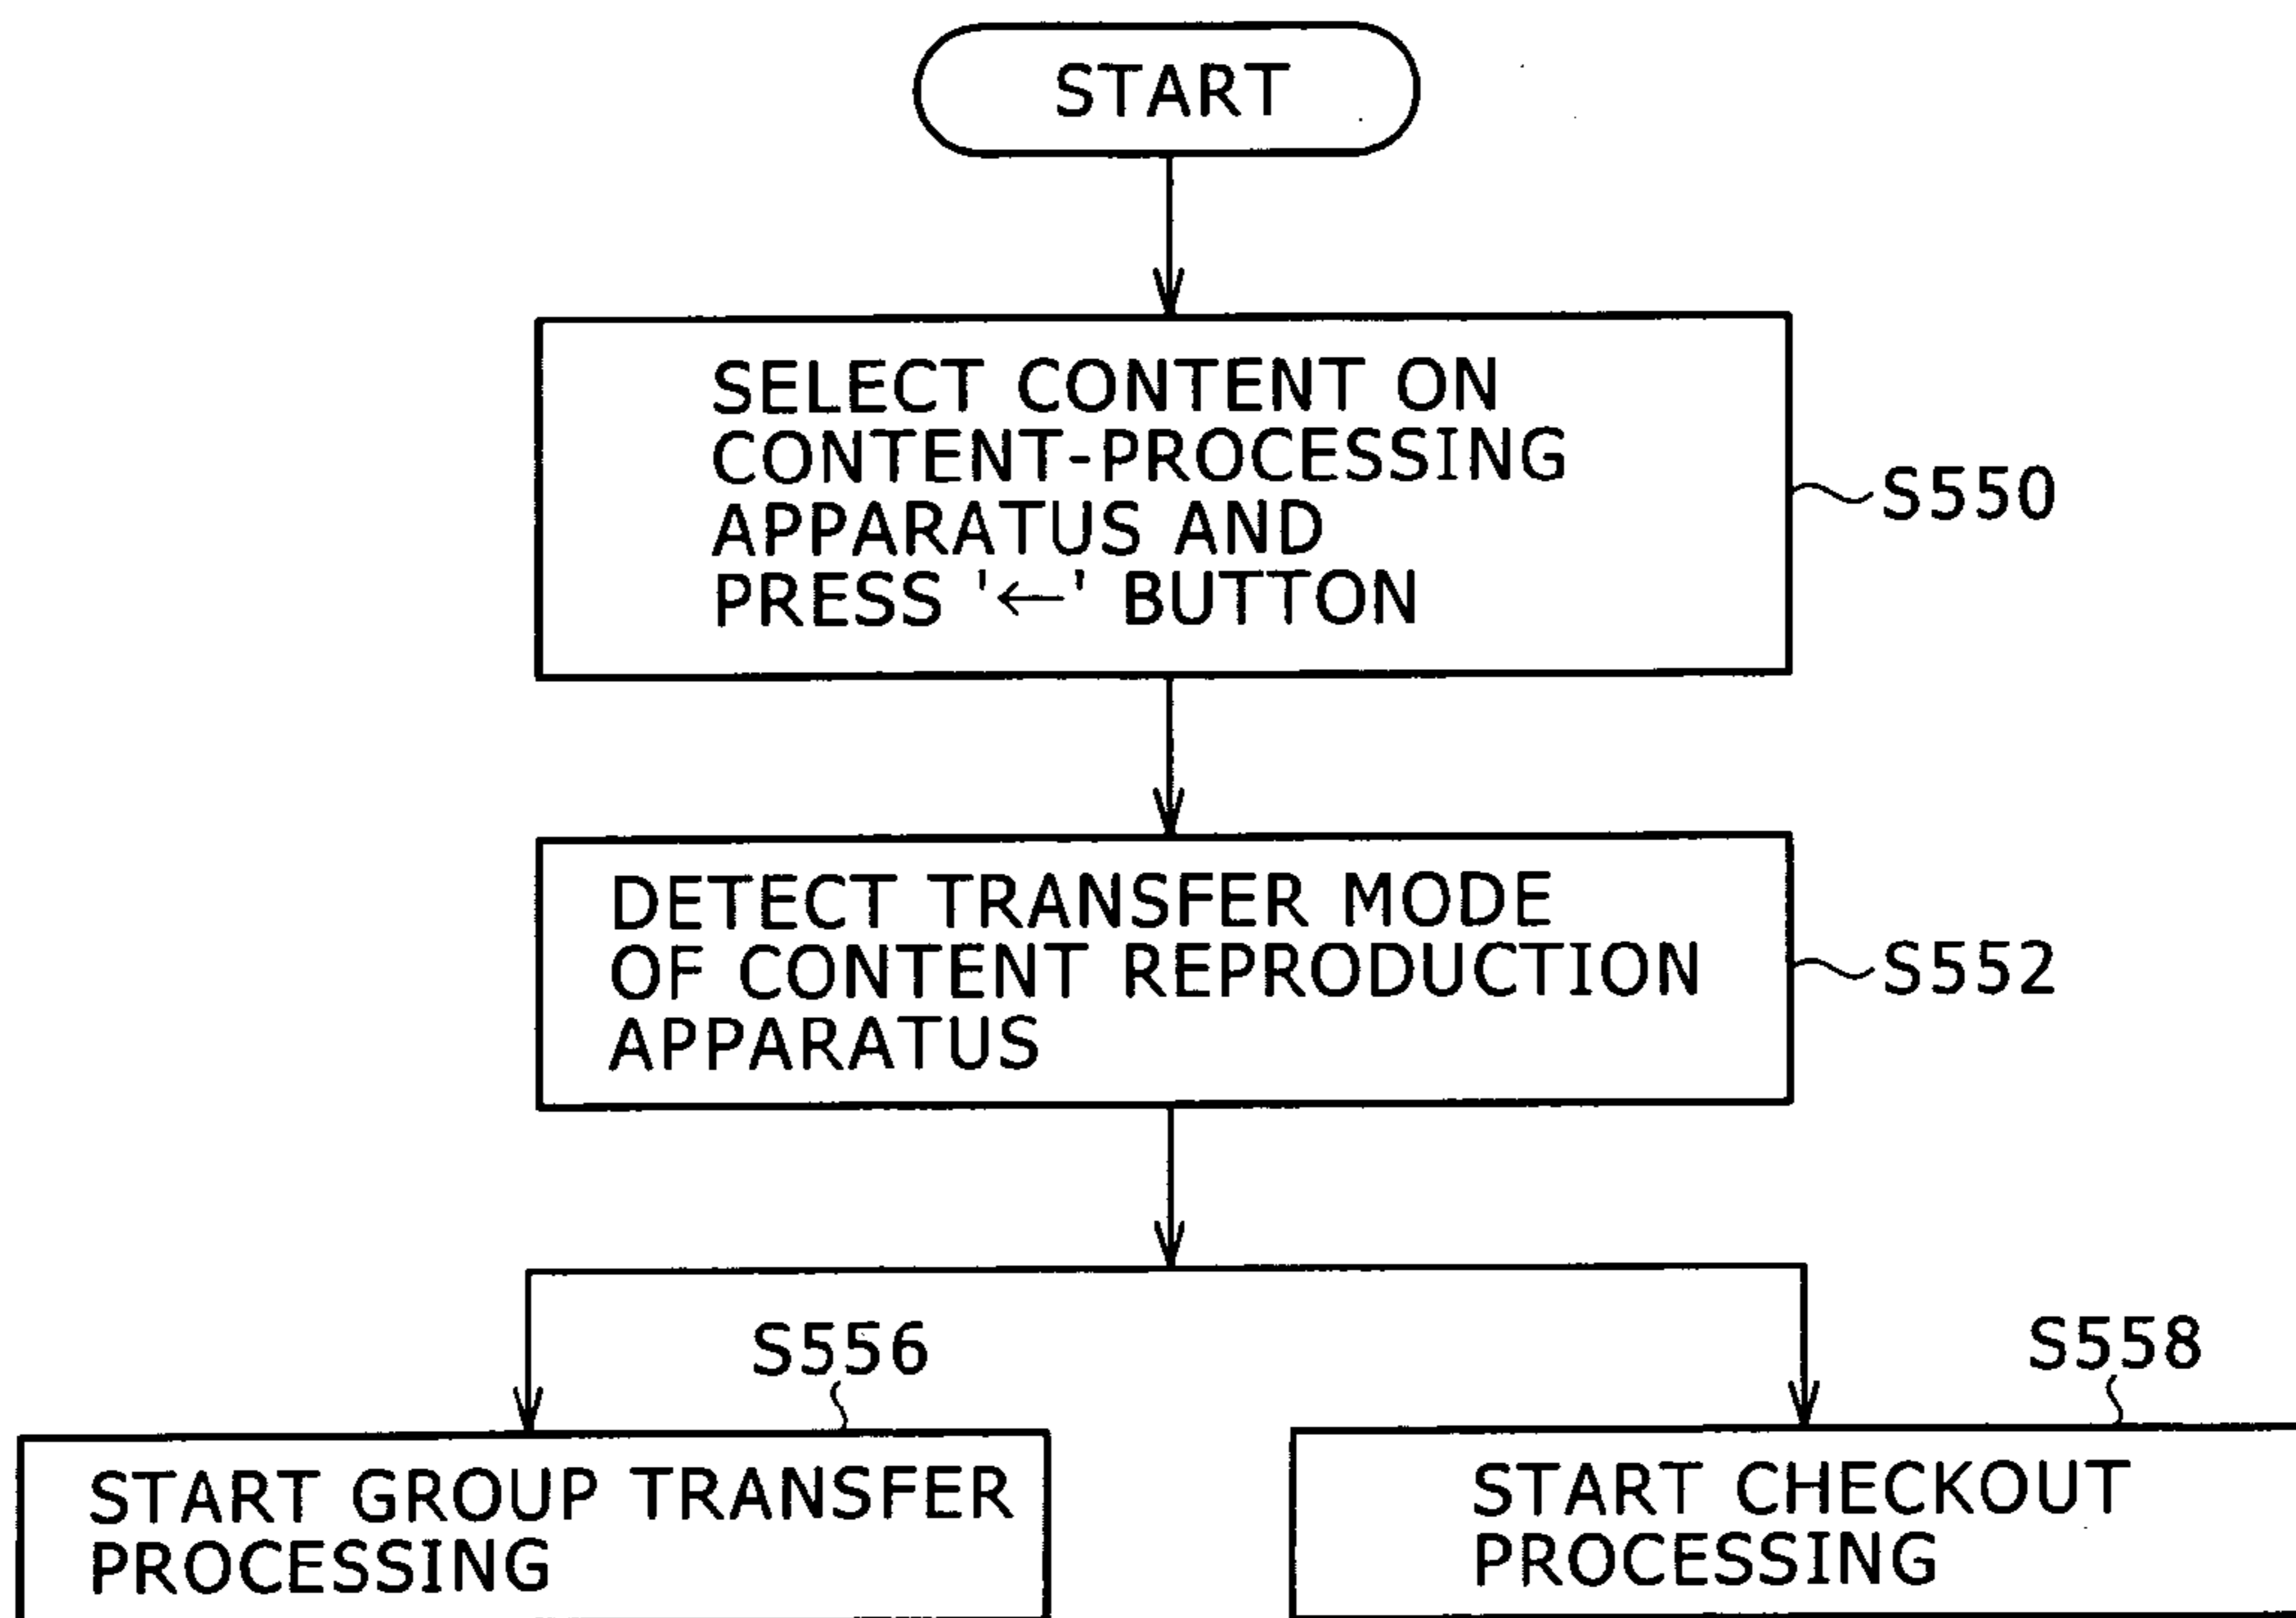 START
SELECT CONTENT ON
CONTENT-PROCESSING
APPARATUS AND
PRESS '←' BUTTON
S550
DETECT TRANSFER MODE
OF CONTENT REPRODUCTION
APPARATUS
S552
S556
START GROUP TRANSFER
PROCESSING
S558
START CHECKOUT
PROCESSING